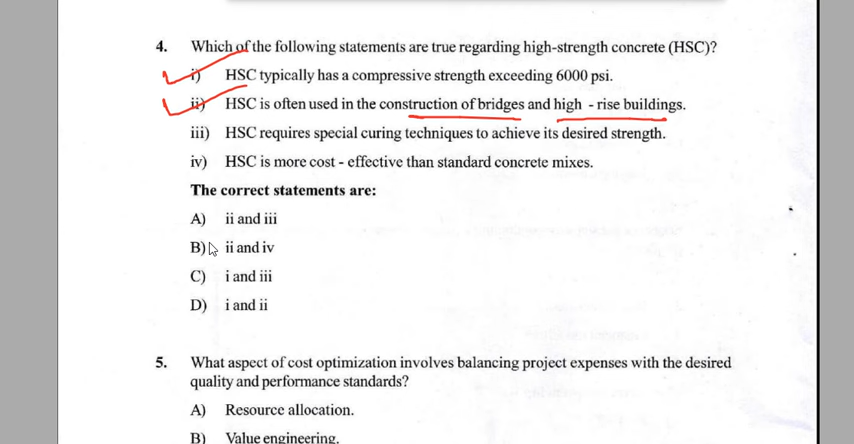 4. Which of the following statements are true regarding high-strength concrete (HSC)?
i) HSC typically has a compressive strength exceeding 6000 psi.
ii) HSC is often used in the construction of bridges and high - rise buildings.
iii) HSC requires special curing techniques to achieve its desired strength.
iv) HSC is more cost - effective than standard concrete mixes.
The correct statements are:
A) ii and iii
B) ii and iv
C) i and iii
D) i and ii
5. What aspect of cost optimization involves balancing project expenses with the desired
quality and performance standards?
A) Resource allocation.
B) Value engineering.